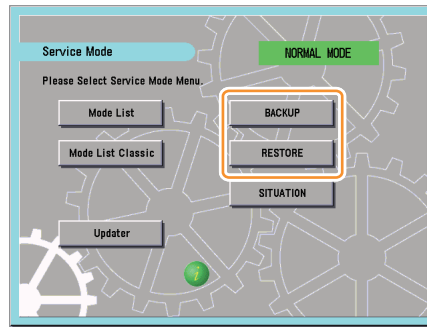 Service Mode
NORMAL MODE
Please Select Service Mode Menu.
Mode List
BACKUP
Mode List Classic
RESTORE
SITUATION
Updater
i